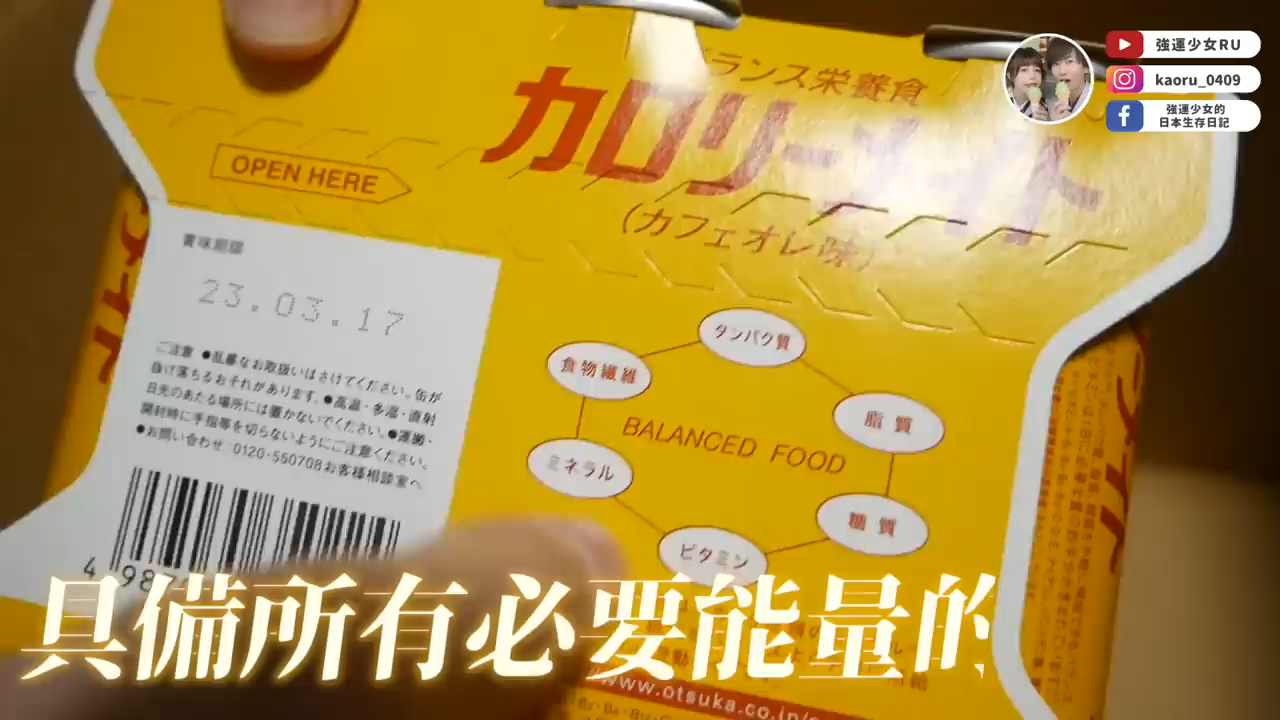 強運少女RU
kaoru_0409
強運少女的
日本生存日記
バランス栄養食
カロリーメイト
(カフェオレ味)
OPEN HERE
賞味期限
23.03.17
ご注意 ●乱暴なお取扱いはさけてください。缶が
抜け落ちるおそれがあります。●高温・多湿・直射
日光のあたる場所には置かないでください。●運搬・
開封時に手指等を切らないようにご注意ください。
●お問い合わせ 0120-550708お客様相談室へ
タンパク質
食物繊維
脂質
BALANCED FOOD
ミネラル
糖質
ビタミン
4 987
具備所有必要能量的
www.otsuka.co.jp